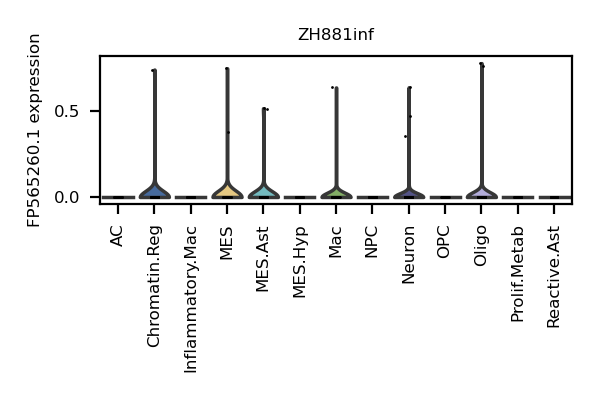 ZH881inf
FP565260.1 expression
0.5
0.0
AC
Chromatin.Reg
Inflammatory.Mac
MES
MES.Ast
MES.Hyp
Mac
NPC
Neuron
OPC
Oligo
Prolif.Metab
Reactive.Ast